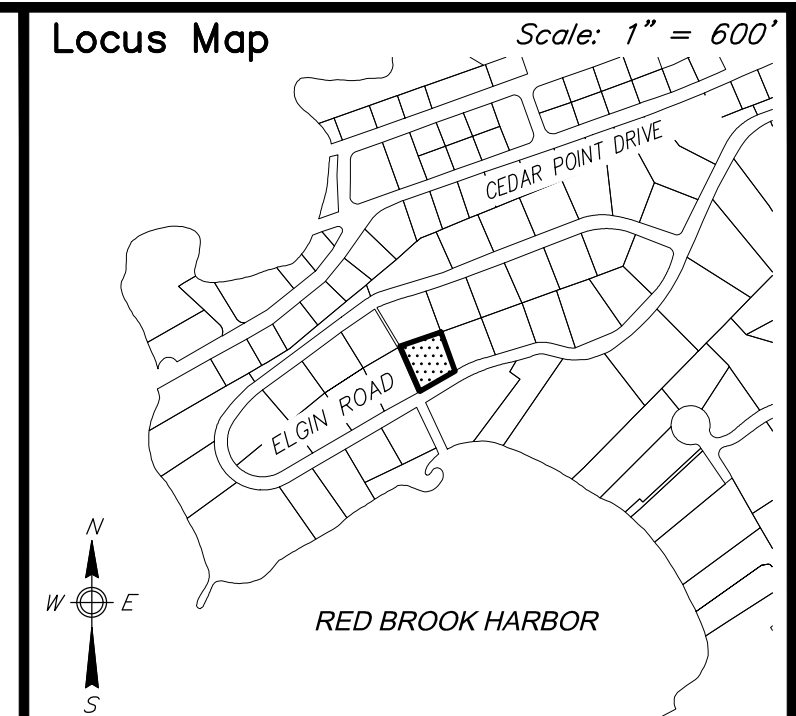 Locus Map
Scale: 1" = 600'
CEDAR POINT DRIVE
ELGIN ROAD
N
W E
S
RED BROOK HARBOR